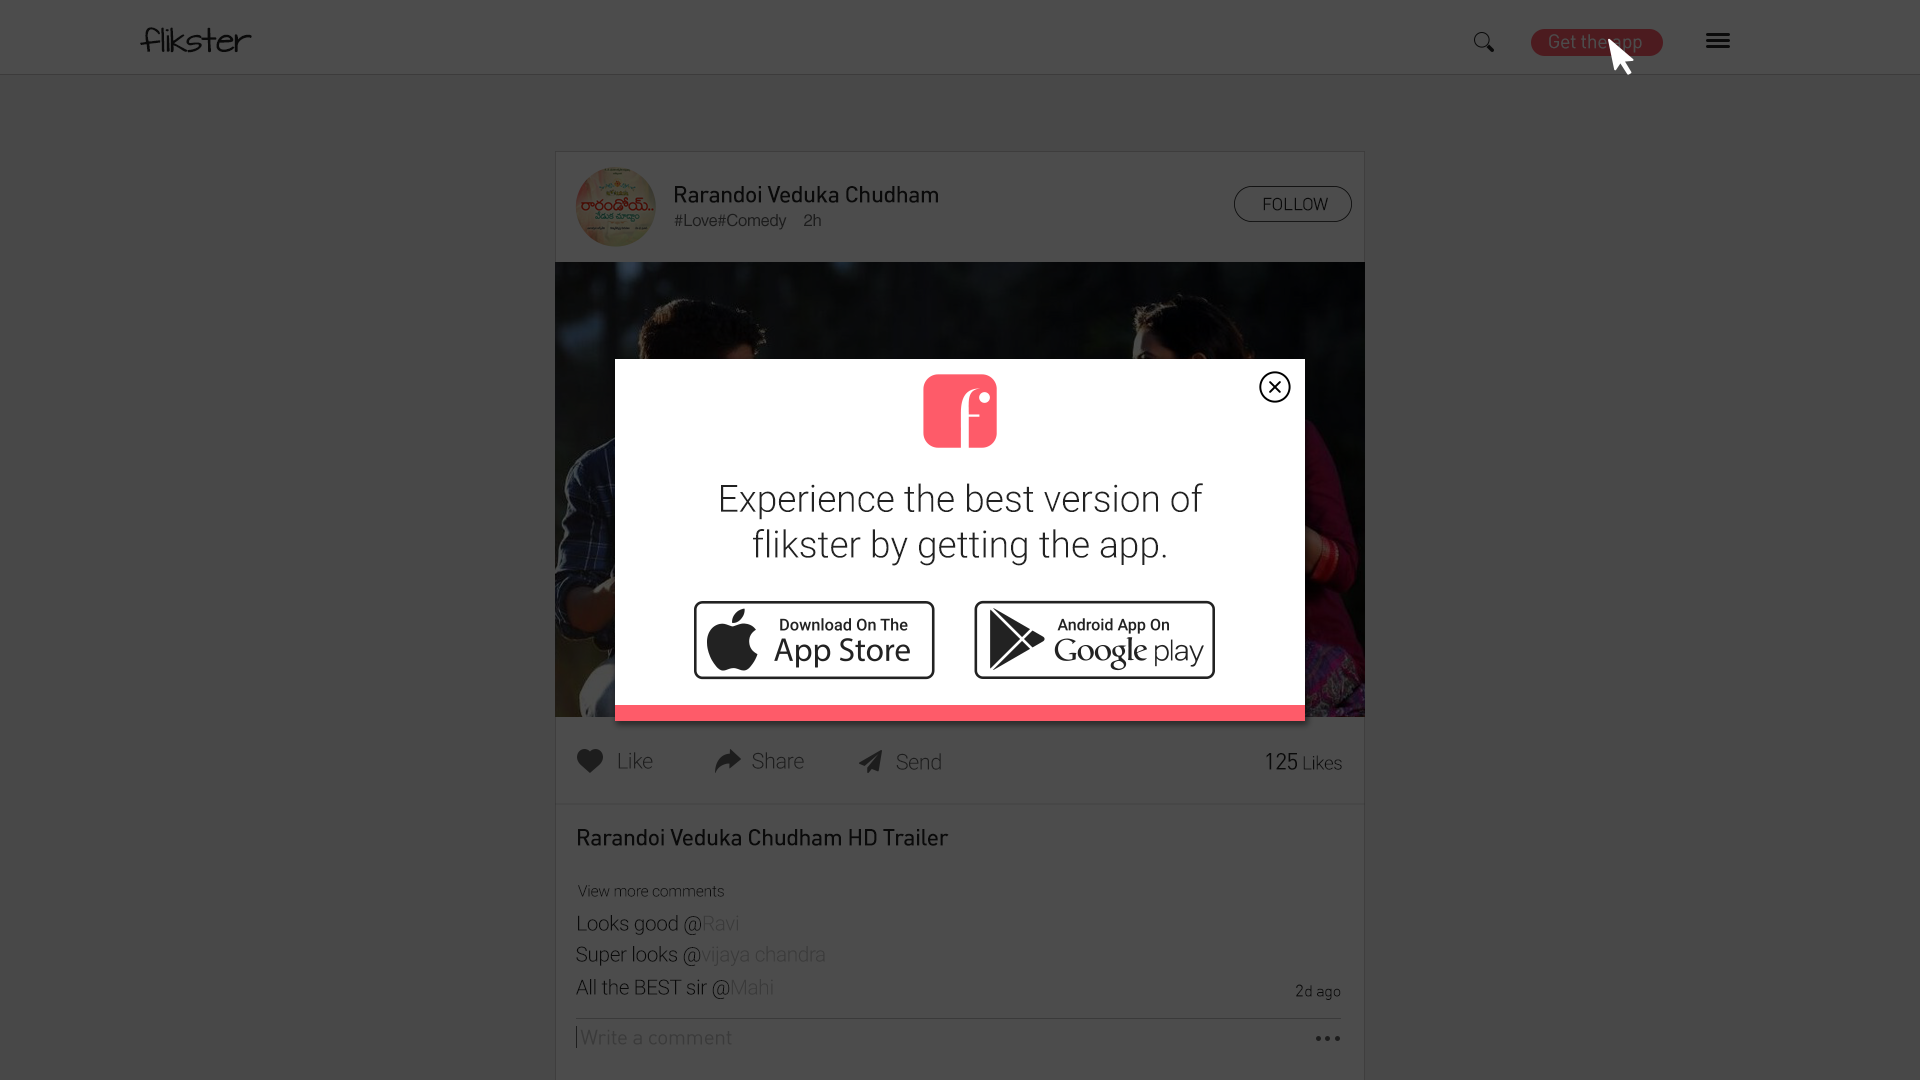 flikster
Get the app
రారండోయ్..
వేడుక చూద్దాం
Rarandoi Veduka Chudham
#Love#Comedy 2h
FOLLOW
f
Experience the best version of
flikster by getting the app.
Download On The
App Store
Android App On
Google play
Like
Share
Send
125 Likes
Rarandoi Veduka Chudham HD Trailer
View more comments
Looks good @Ravi
Super looks @vijaya chandra
All the BEST sir @Mahi
2d ago
Write a comment